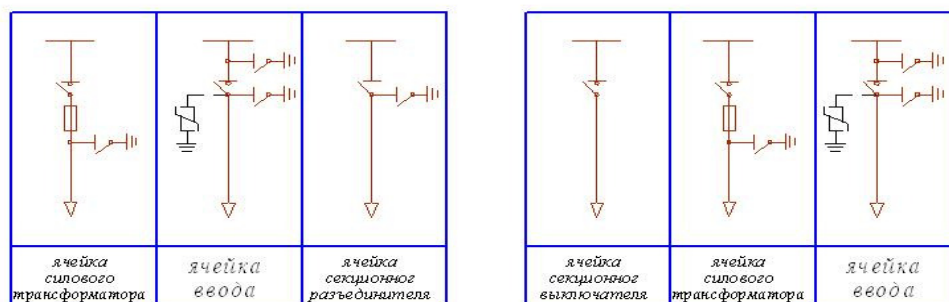 ячейка
силового
трансформатора
ячейка
ввода
ячейка
секционног
разъединителя
ячейка
секционног
выключателя
ячейка
силового
трансформатора
ячейка
ввода